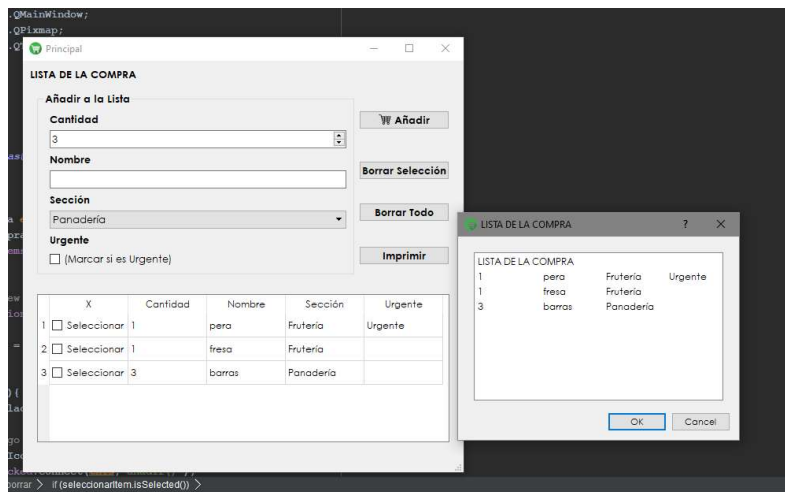 .QMainWindow;
.QPixmap;
Principal
LISTA DE LA COMPRA
Añadir a la Lista
Cantidad
3
Añadir
Nombre
Borrar Selección
Sección
Panadería
Borrar Todo
Urgente
(Marcar si es Urgente)
Imprimir
X Cantidad Nombre Sección Urgente
1 Seleccionar 1 pera Frutería Urgente
2 Seleccionar 1 fresa Frutería
3 Seleccionar 3 barras Panadería
LISTA DE LA COMPRA ?
LISTA DE LA COMPRA
1 pera Frutería Urgente
1 fresa Frutería
3 barras Panadería
OK Cancel
borrar > if (seleccionarItem.isSelected()) >